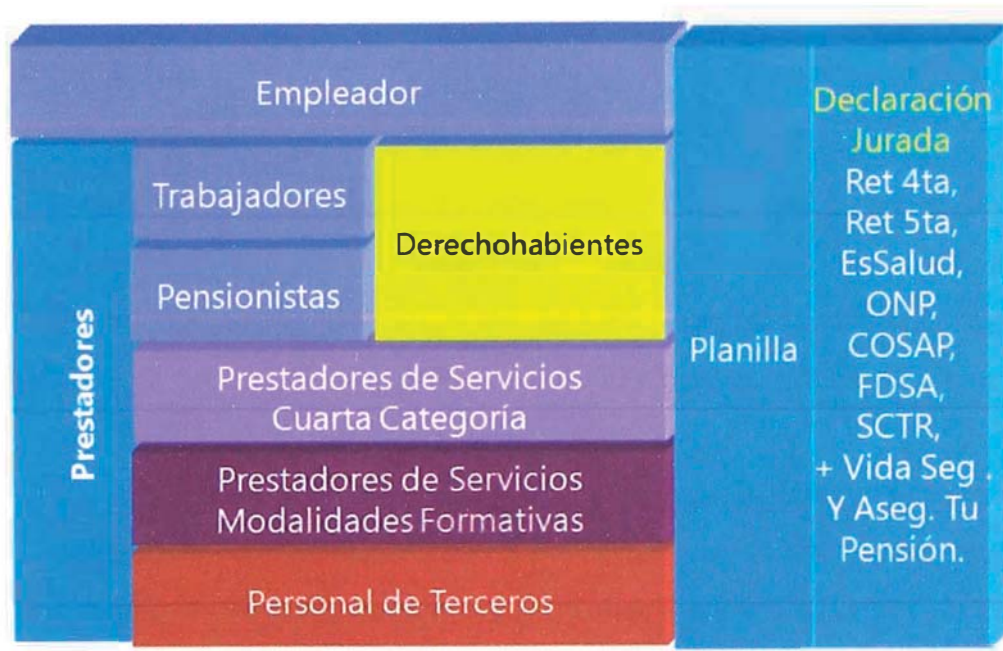 Empleador
Prestadores
Trabajadores
Pensionistas
Derechohabientes
Prestadores de Servicios
Cuarta Categoría
Prestadores de Servicios
Modalidades Formativas
Personal de Terceros
Planilla
Declaración
Jurada
Ret 4ta,
Ret 5ta,
EsSalud,
ONP,
COSAP,
FDSA,
SCTR,
+ Vida Seg .
Y Aseg. Tu
Pensión.